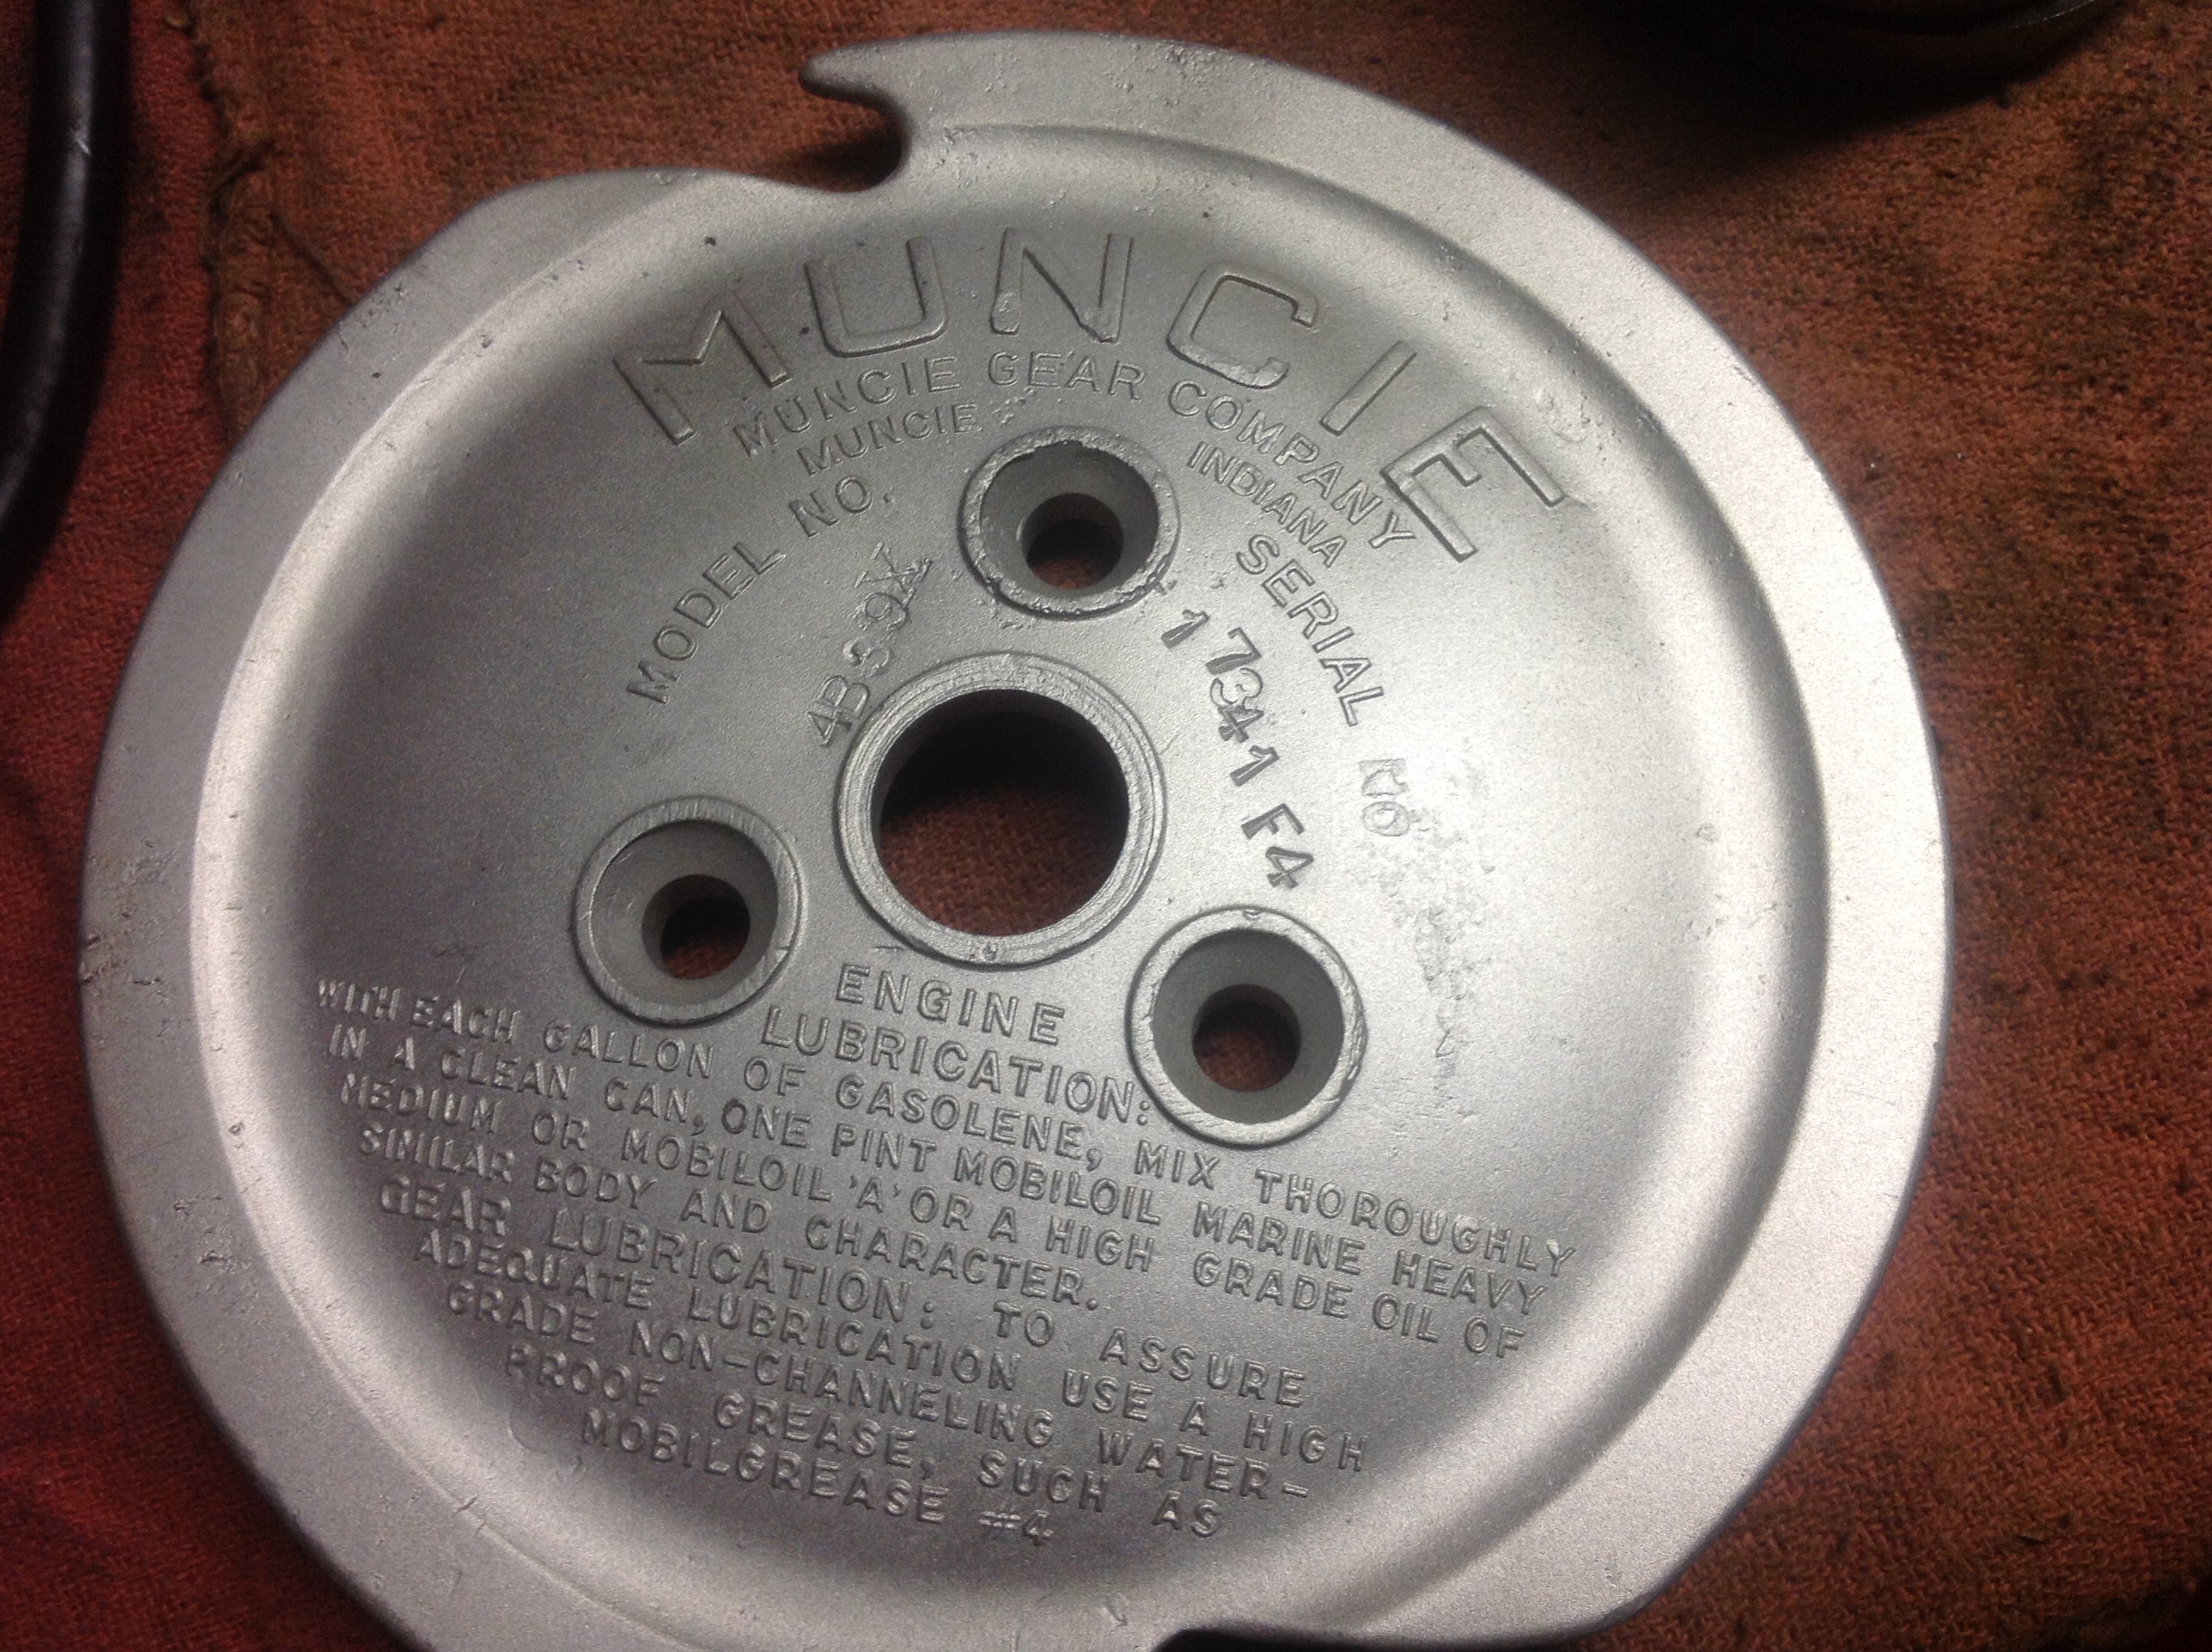 MUNCIE
MUNCIE GEAR COMPANY
MUNCIE INDIANA
MODEL NO.
4B39X
SERIAL NO
17341 F4
ENGINE
LUBRICATION:
WITH EACH GALLON OF GASOLENE, MIX THOROUGHLY
IN A CLEAN CAN, ONE PINT MOBILOIL MARINE HEAVY
MEDIUM OR MOBILOIL 'A' OR A HIGH GRADE OIL OF
SIMILAR BODY AND CHARACTER.
GEAR LUBRICATION: TO ASSURE
ADEQUATE LUBRICATION USE A HIGH
GRADE NON-CHANNELING WATER-
PROOF GREASE, SUCH AS
MOBILGREASE #4